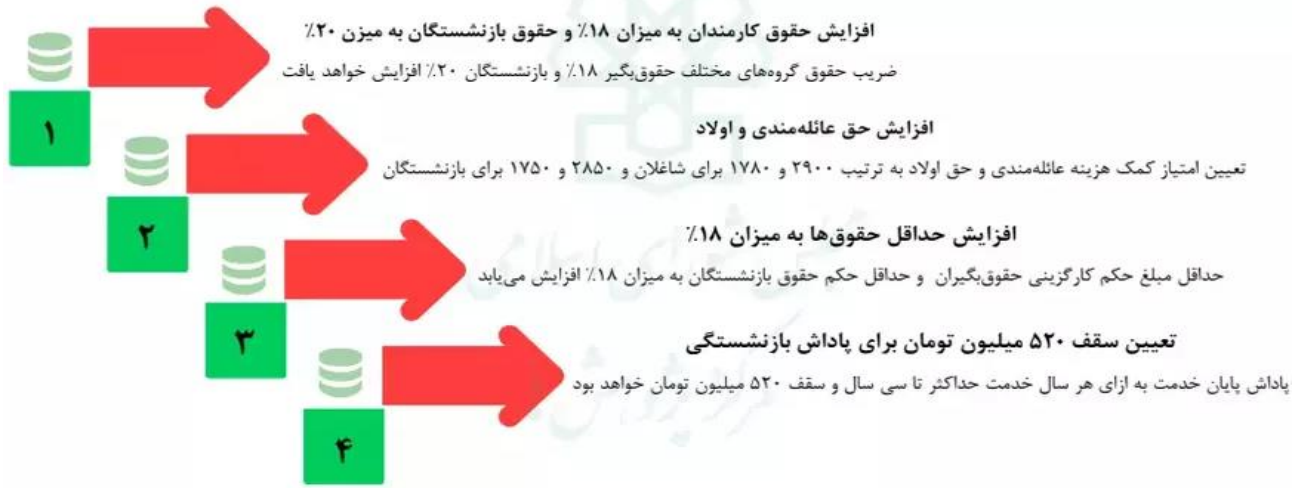 افزایش حقوق کارمندان به میزان ۱۸٪ و حقوق بازنشستگان به میزن ۲۰٪
ضریب حقوق گروه‌های مختلف حقوق‌بگیر ۱۸٪ و بازنشستگان ۲۰٪ افزایش خواهد یافت
۱
افزایش حق عائله‌مندی و اولاد
تعیین امتیاز کمک هزینه عائله‌مندی و حق اولاد به ترتیب ۲۹۰۰ و ۱۷۸۰ برای شاغلان و ۲۸۵۰ و ۱۷۵۰ برای بازنشستگان
۲
افزایش حداقل حقوق‌ها به میزان ۱۸٪
حداقل مبلغ حکم کارگزینی حقوق‌بگیران و حداقل حکم حقوق بازنشستگان به میزان ۱۸٪ افزایش می‌یابد
۳
تعیین سقف ۵۲۰ میلیون تومان برای پاداش بازنشستگی
پاداش پایان خدمت به ازای هر سال خدمت حداکثر تا سی سال و سقف ۵۲۰ میلیون تومان خواهد بود
۴
مجلس شورای اسلامی